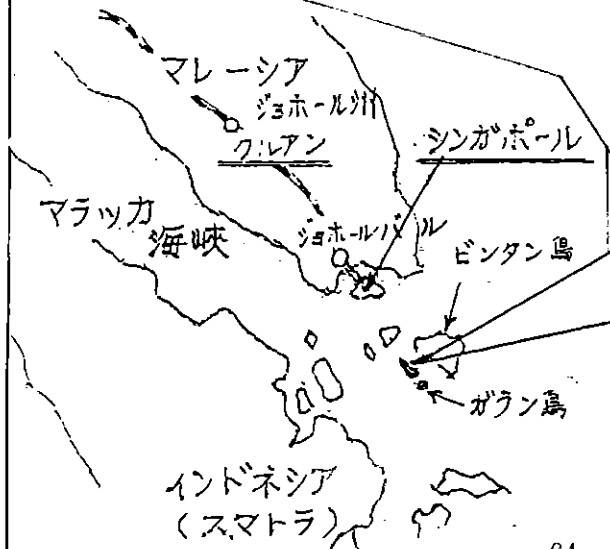 マレーシア
ジョホール州
クルアン
シンガポール
マラッカ
海峡
ジョホールバル
ビンタン島
ガラン島
インドネシア
(スマトラ)